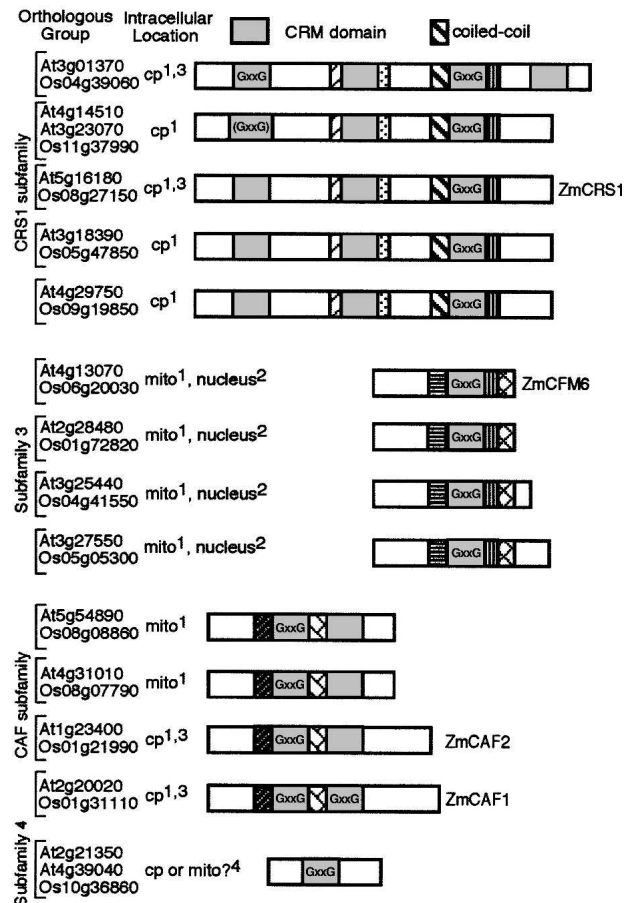 Orthologous Group Intracellular Location CRM domain coiled-coil
CRS1 subfamily
At3g01370
Os04g39060 cp1,3 GxxG GxxG
At4g14510
At3g23070 cp1 (GxxG) GxxG
Os11g37990
At5g16180
Os08g27150 cp1,3 GxxG ZmCRS1
At3g18390
Os05g47850 cp1 GxxG
At4g29750
Os09g19850 cp1 GxxG
Subfamily 3
At4g13070
Os06g20030 mito1, nucleus2 GxxG ZmCFM6
At2g28480
Os01g72820 mito1, nucleus2 GxxG
At3g25440
Os04g41550 mito1, nucleus2 GxxG
At3g27550
Os05g05300 mito1, nucleus2 GxxG
CAF subfamily
At5g54890
Os08g08860 mito1 GxxG
At4g31010
Os08g07790 mito1 GxxG
At1g23400
Os01g21990 cp1,3 GxxG ZmCAF2
At2g20020
Os01g31110 cp1,3 GxxG GxxG ZmCAF1
Subfamily 4
At2g21350
At4g39040 cp or mito?4 GxxG
Os10g36860